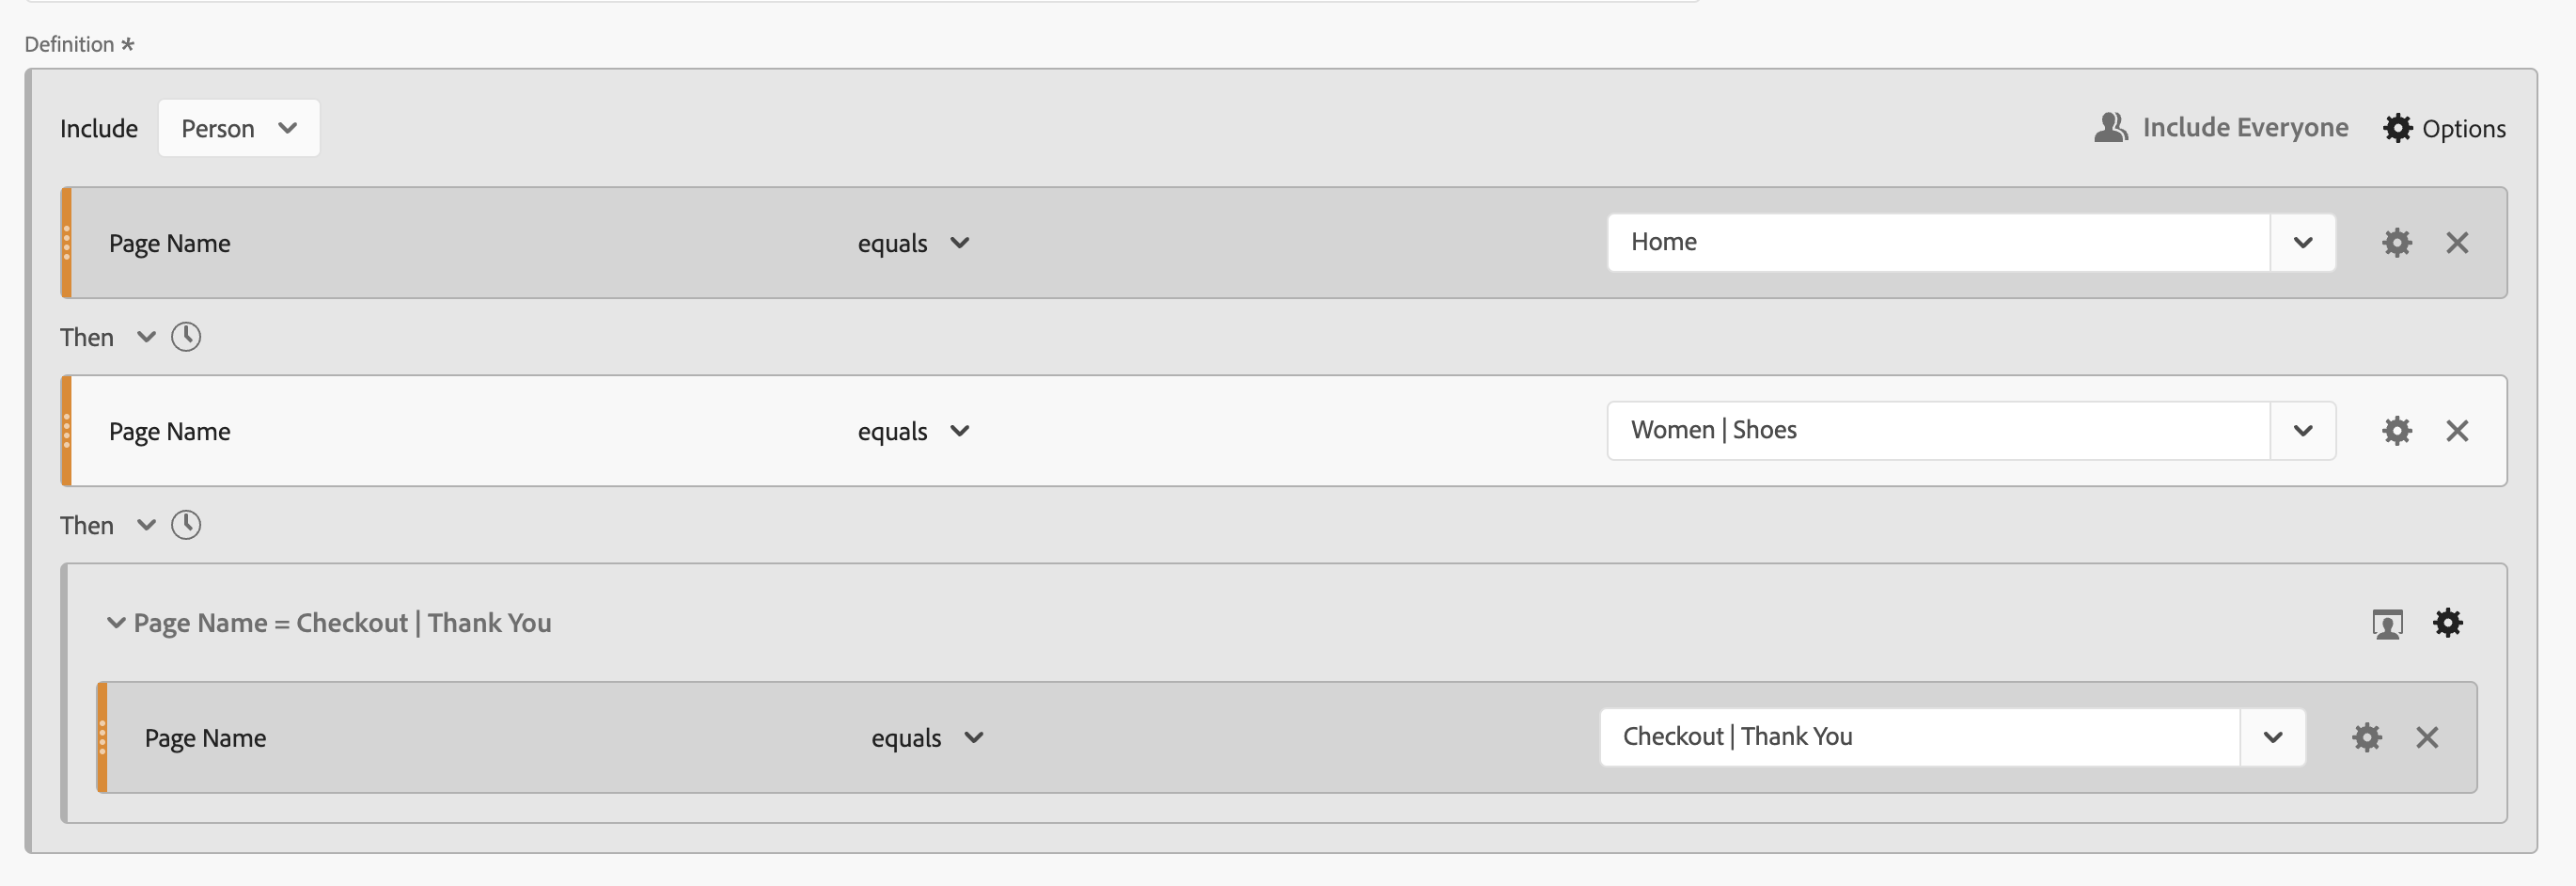 Definition *
Include Person Include Everyone Options
Page Name equals Home
Then
Page Name equals Women | Shoes
Then
Page Name = Checkout | Thank You
Page Name equals Checkout | Thank You